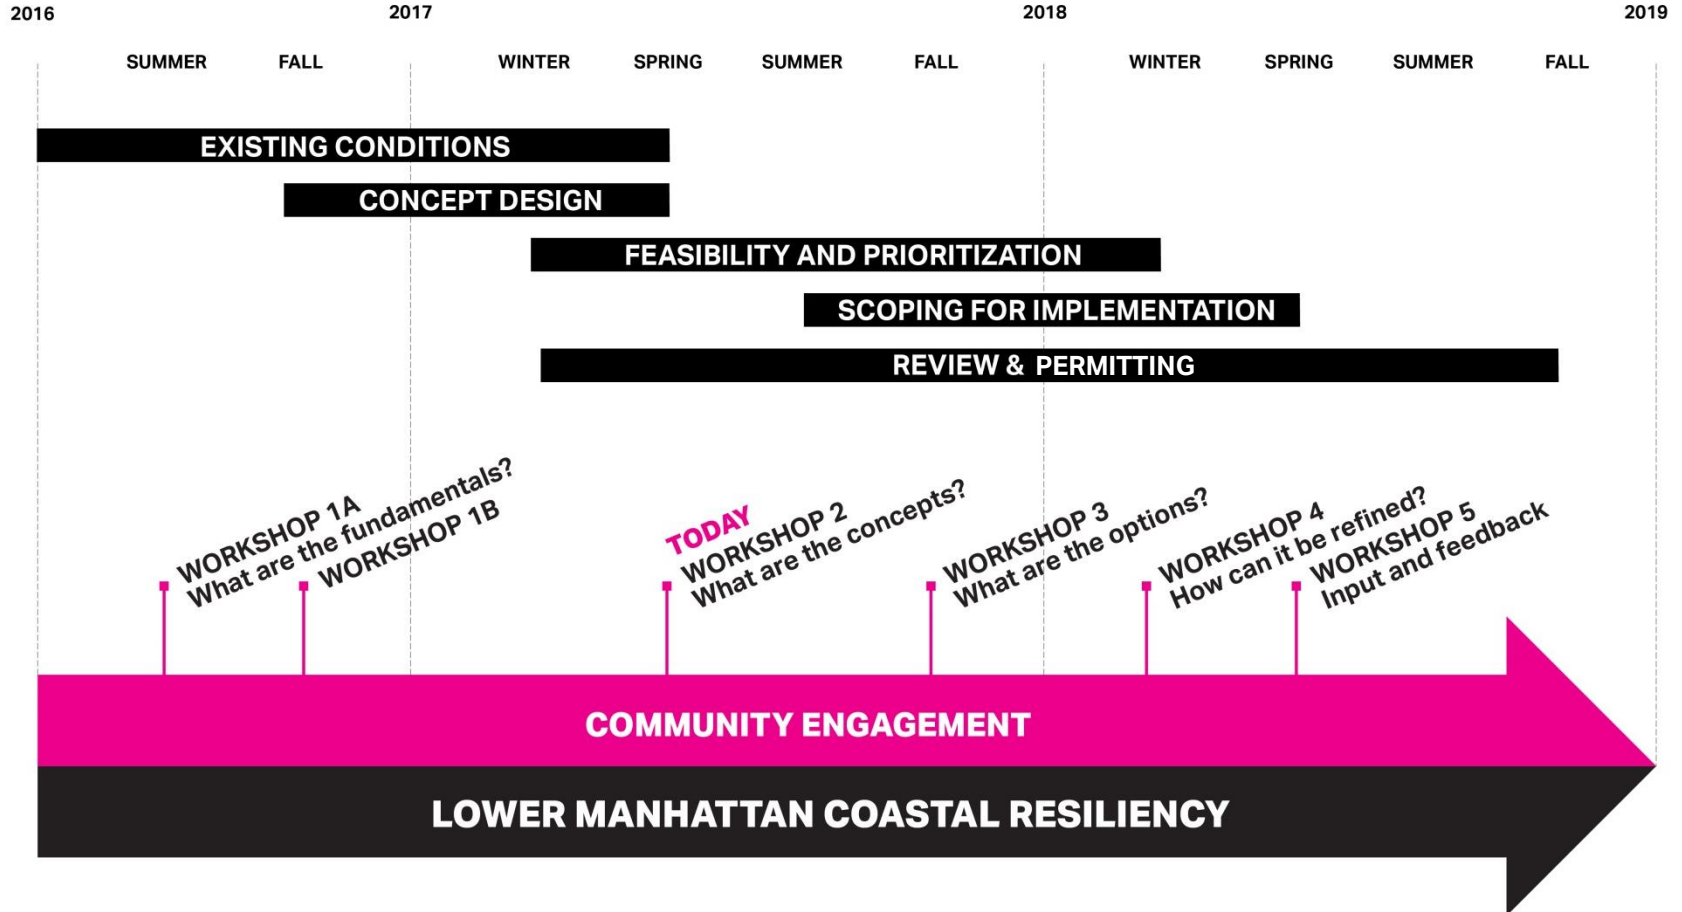 2016 2017 2018 2019
SUMMER FALL WINTER SPRING SUMMER FALL WINTER SPRING SUMMER FALL
EXISTING CONDITIONS
CONCEPT DESIGN
FEASIBILITY AND PRIORITIZATION
SCOPING FOR IMPLEMENTATION
REVIEW & PERMITTING
WORKSHOP 1A
What are the fundamentals?
WORKSHOP 1B
TODAY
WORKSHOP 2
What are the concepts?
WORKSHOP 3
What are the options?
WORKSHOP 4
How can it be refined?
WORKSHOP 5
Input and feedback
COMMUNITY ENGAGEMENT
LOWER MANHATTAN COASTAL RESILIENCY